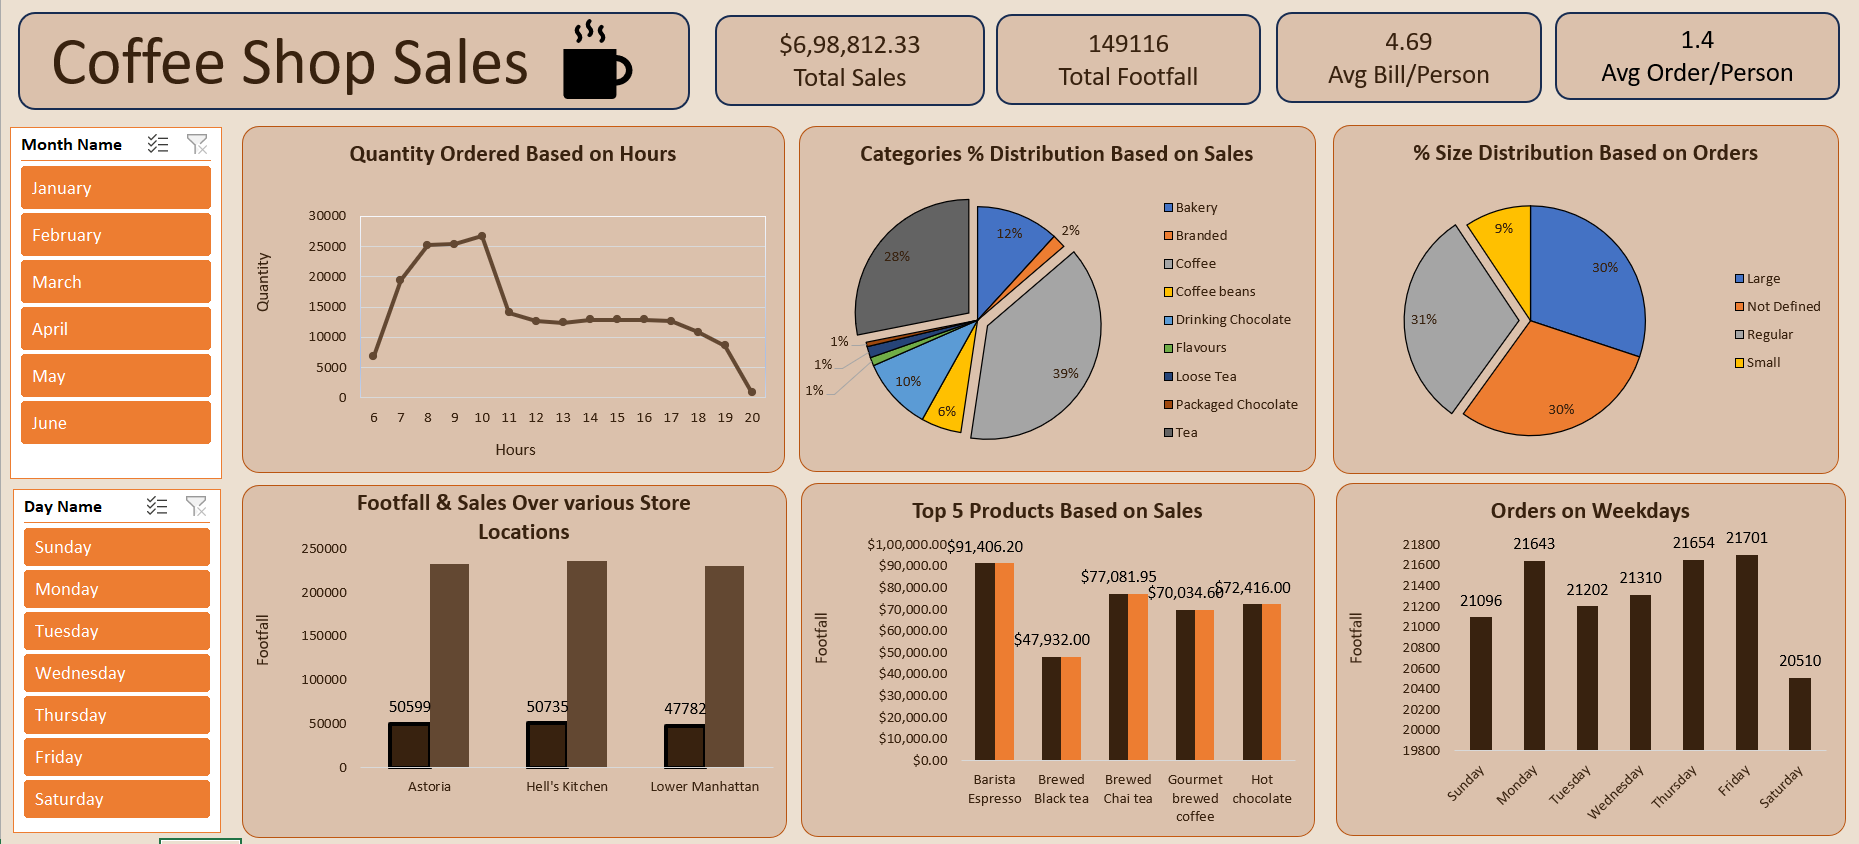 Coffee Shop Sales
$6,98,812.33
Total Sales
149116
Total Footfall
4.69
Avg Bill/Person
1.4
Avg Order/Person
Month Name
January
February
March
April
May
June
Day Name
Sunday
Monday
Tuesday
Wednesday
Thursday
Friday
Saturday
Quantity Ordered Based on Hours
Quantity
30000
25000
20000
15000
10000
5000
0
6 7 8 9 10 11 12 13 14 15 16 17 18 19 20
Hours
Categories % Distribution Based on Sales
12%
2%
39%
6%
10%
1%
1%
1%
28%
Bakery
Branded
Coffee
Coffee beans
Drinking Chocolate
Flavours
Loose Tea
Packaged Chocolate
Tea
% Size Distribution Based on Orders
30%
30%
31%
9%
Large
Not Defined
Regular
Small
Footfall & Sales Over various Store
Locations
Footfall
250000
200000
150000
100000
50000
0
50599
50735
47782
Astoria
Hell's Kitchen
Lower Manhattan
Top 5 Products Based on Sales
Footfall
$1,00,000.00
$90,000.00
$80,000.00
$70,000.00
$60,000.00
$50,000.00
$40,000.00
$30,000.00
$20,000.00
$10,000.00
$0.00
$91,406.20
$47,932.00
$77,081.95
$70,034.60
$72,416.00
Barista
Espresso
Brewed
Black tea
Brewed
Chai tea
Gourmet
brewed
coffee
Hot
chocolate
Orders on Weekdays
Footfall
21800
21600
21400
21200
21000
20800
20600
20400
20200
20000
19800
21096
21643
21202
21310
21654
21701
20510
Sunday
Monday
Tuesday
Wednesday
Thursday
Friday
Saturday